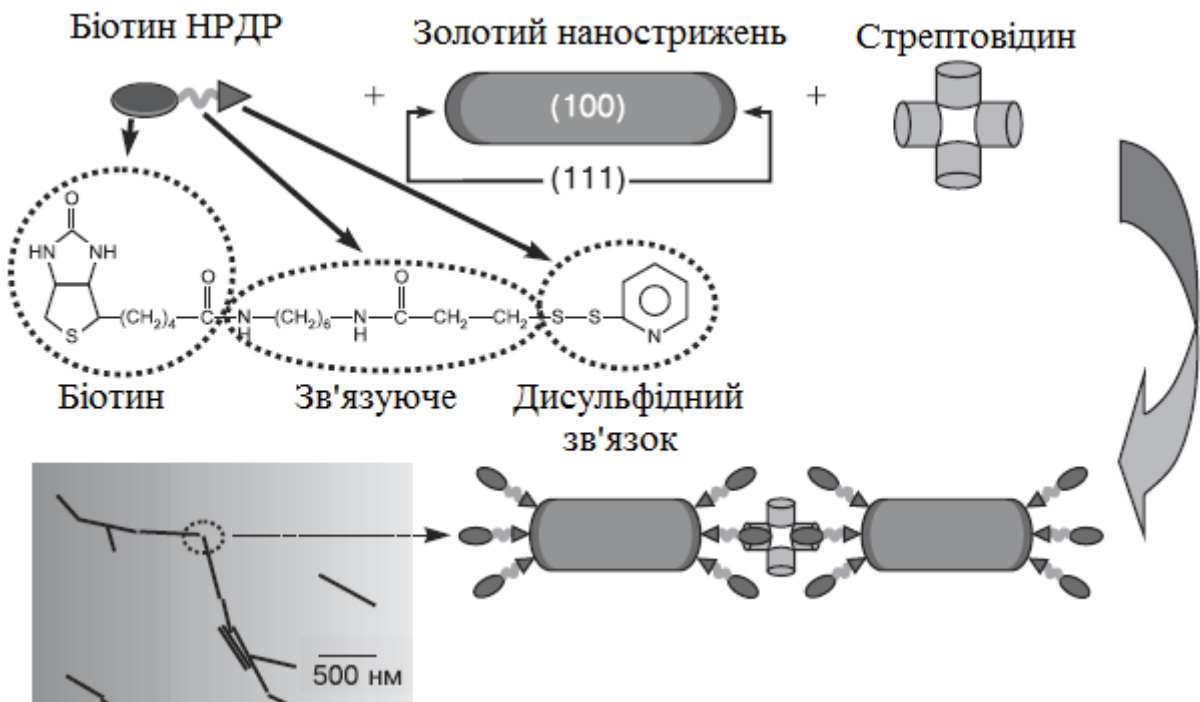 Біотин НРДР
Золотий нанострижень
Стрептовідин
+
(100)
+
(111)
O
HN
NH
S
(CH₂)₄
O
C
N
H
(CH₂)₆
N
H
O
C
CH₂
CH₂
S
S
N
Біотин
Зв'язуюче
Дисульфідний
зв'язок
500 нм